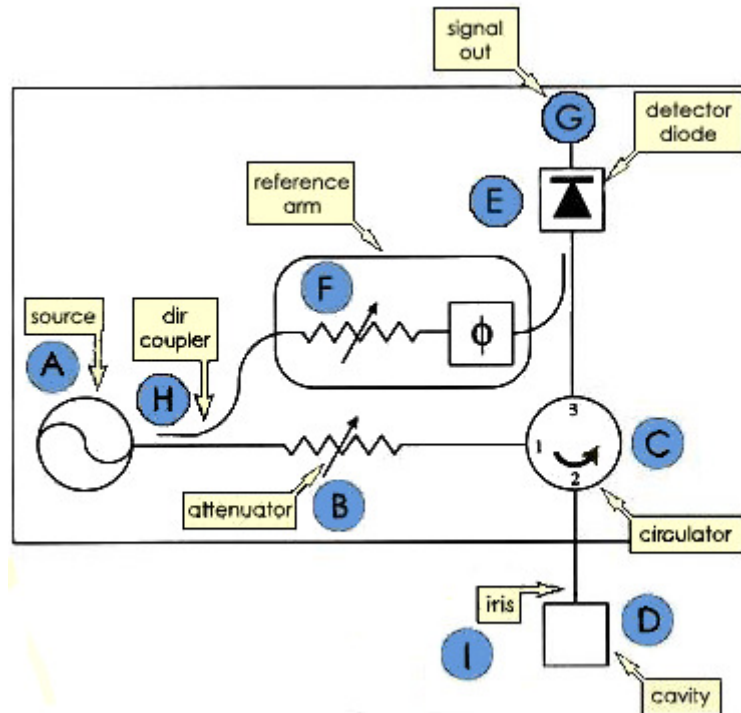 signal
out
G
detector
diode
E
reference
arm
F
ϕ
source
A
dir
coupler
H
3
1
2
C
attenuator
B
circulator
iris
I
D
cavity